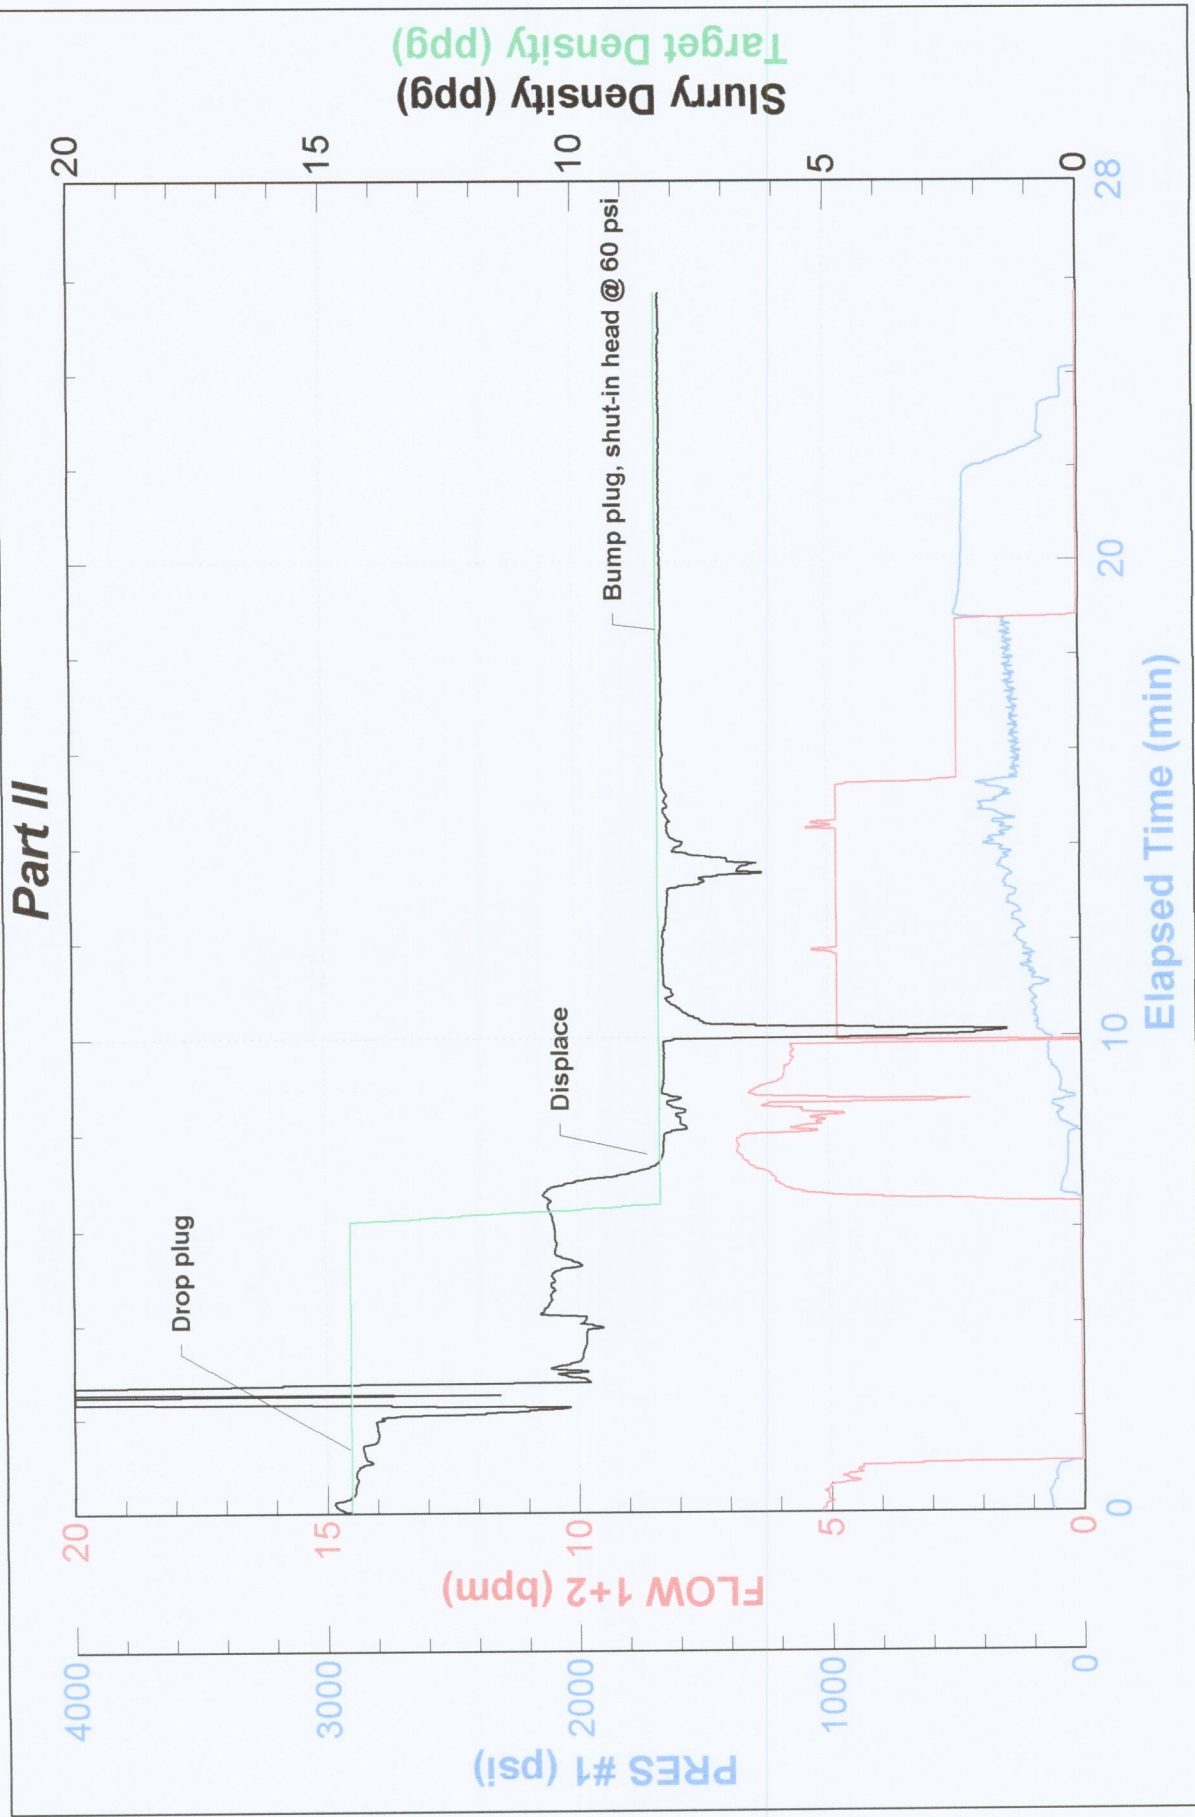 Part II
PRES #1 (psi)
4000
3000
2000
1000
0
FLOW 1+2 (bpm)
20
15
10
5
0
Drop plug
Displace
Bump plug, shut-in head @ 60 psi
20
15
10
5
0
Slurry Density (ppg)
Target Density (ppg)
0
10
20
28
Elapsed Time (min)